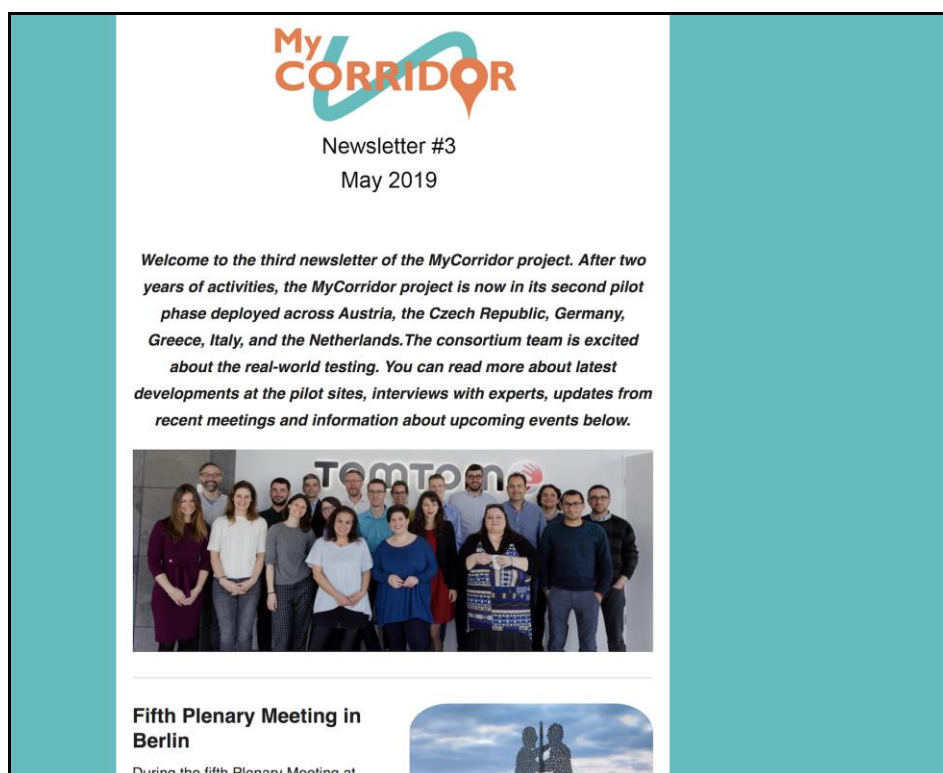 My
CORRIDOR
Newsletter #3
May 2019
Welcome to the third newsletter of the MyCorridor project. After two
years of activities, the MyCorridor project is now in its second pilot
phase deployed across Austria, the Czech Republic, Germany,
Greece, Italy, and the Netherlands.The consortium team is excited
about the real-world testing. You can read more about latest
developments at the pilot sites, interviews with experts, updates from
recent meetings and information about upcoming events below.
TOMTOM
Fifth Plenary Meeting in
Berlin
During the fifth Plenary Meeting at